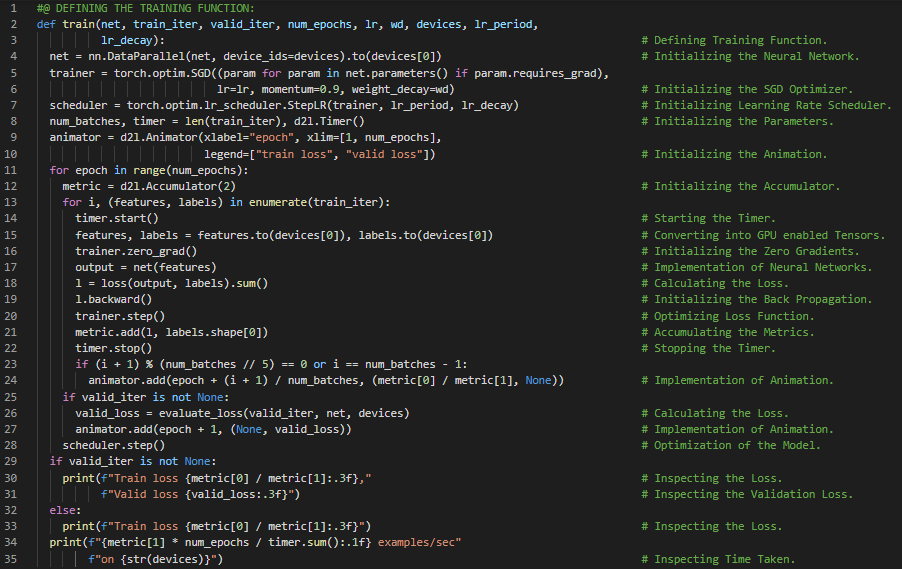 1 #@ DEFINING THE TRAINING FUNCTION:
2 def train(net, train_iter, valid_iter, num_epochs, lr, wd, devices, lr_period,
3 lr_decay): # Defining Training Function.
4 net = nn.DataParallel(net, device_ids=devices).to(devices[0]) # Initializing the Neural Network.
5 trainer = torch.optim.SGD((param for param in net.parameters() if param.requires_grad),
6 lr=lr, momentum=0.9, weight_decay=wd) # Initializing the SGD Optimizer.
7 scheduler = torch.optim.lr_scheduler.StepLR(trainer, lr_period, lr_decay) # Initializing Learning Rate Scheduler.
8 num_batches, timer = len(train_iter), d2l.Timer() # Initializing the Parameters.
9 animator = d2l.Animator(xlabel="epoch", xlim=[1, num_epochs],
10 legend=["train loss", "valid loss"]) # Initializing the Animation.
11 for epoch in range(num_epochs):
12 metric = d2l.Accumulator(2) # Initializing the Accumulator.
13 for i, (features, labels) in enumerate(train_iter):
14 timer.start() # Starting the Timer.
15 features, labels = features.to(devices[0]), labels.to(devices[0]) # Converting into GPU enabled Tensors.
16 trainer.zero_grad() # Initializing the Zero Gradients.
17 output = net(features) # Implementation of Neural Networks.
18 l = loss(output, labels).sum() # Calculating the Loss.
19 l.backward() # Initializing the Back Propagation.
20 trainer.step() # Optimizing Loss Function.
21 metric.add(l, labels.shape[0]) # Accumulating the Metrics.
22 timer.stop() # Stopping the Timer.
23 if (i + 1) % (num_batches // 5) == 0 or i == num_batches - 1:
24 animator.add(epoch + (i + 1) / num_batches, (metric[0] / metric[1], None)) # Implementation of Animation.
25 if valid_iter is not None:
26 valid_loss = evaluate_loss(valid_iter, net, devices) # Calculating the Loss.
27 animator.add(epoch + 1, (None, valid_loss)) # Implementation of Animation.
28 scheduler.step() # Optimization of the Model.
29 if valid_iter is not None:
30 print(f"Train loss {metric[0] / metric[1]:.3f}," # Inspecting the Loss.
31 f"Valid loss {valid_loss:.3f}") # Inspecting the Validation Loss.
32 else:
33 print(f"Train loss {metric[0] / metric[1]:.3f}") # Inspecting the Loss.
34 print(f"{metric[1] * num_epochs / timer.sum():.1f} examples/sec"
35 f"on {str(devices)}") # Inspecting Time Taken.